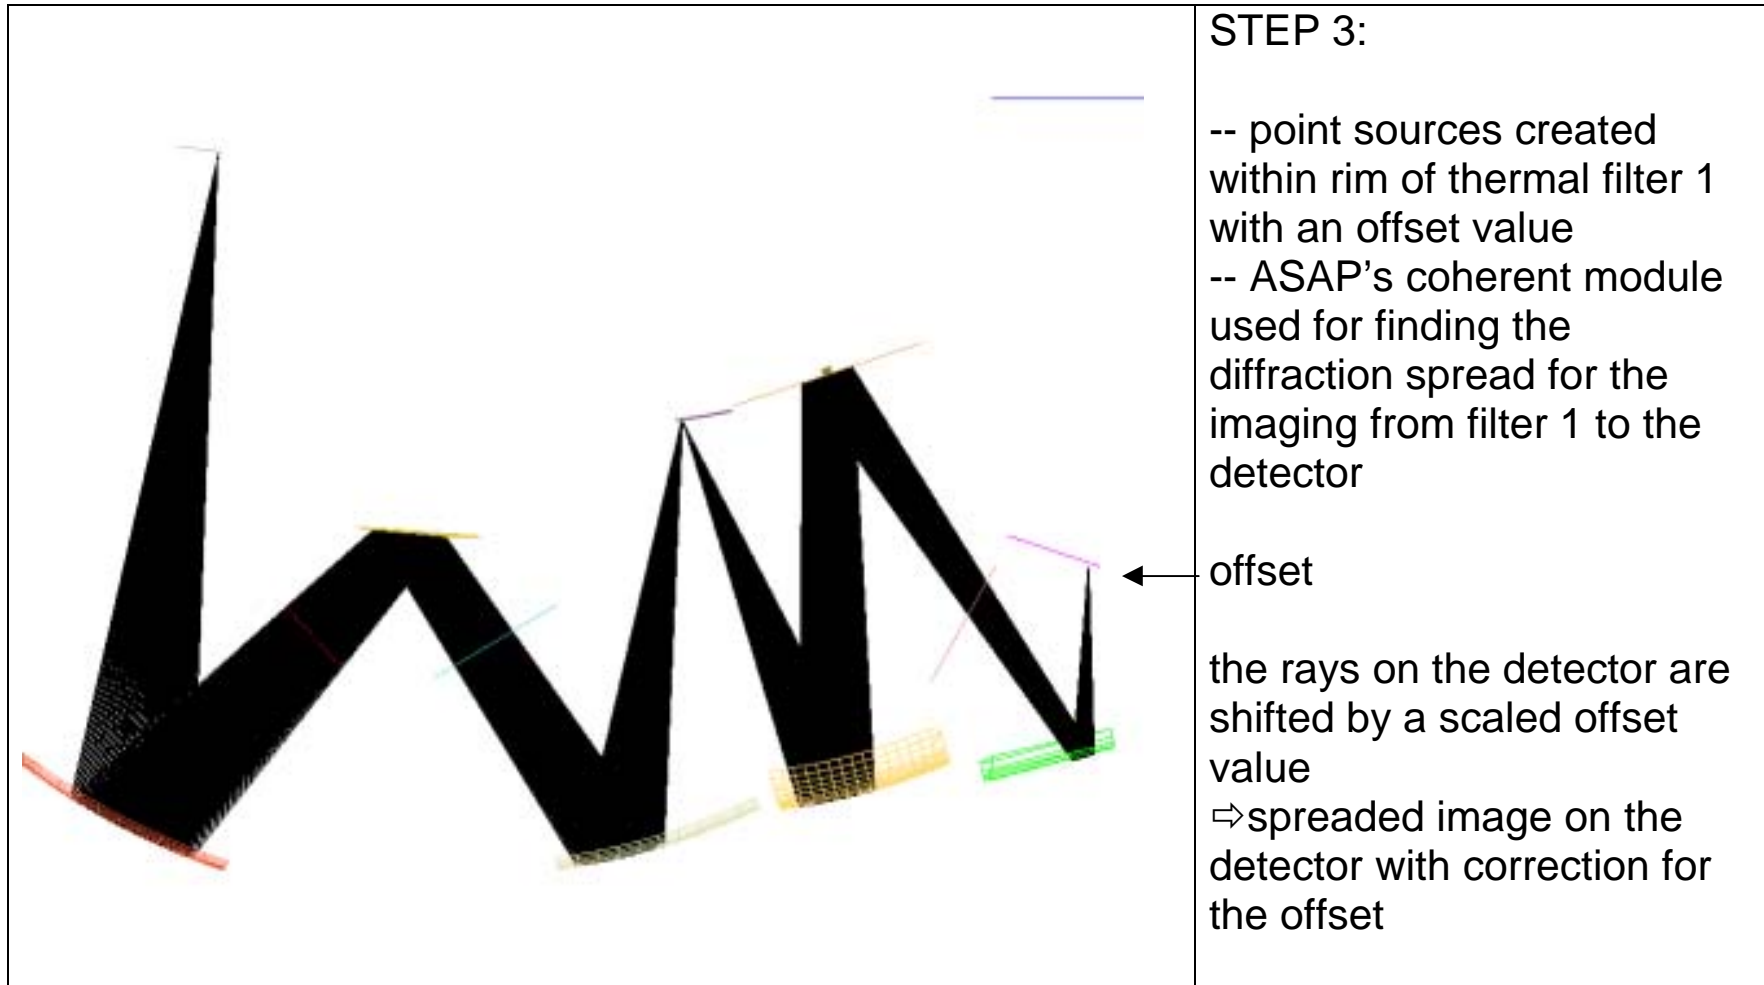 STEP 3:
-- point sources created
within rim of thermal filter 1
with an offset value
-- ASAP’s coherent module
used for finding the
diffraction spread for the
imaging from filter 1 to the
detector
offset
the rays on the detector are
shifted by a scaled offset
value
⇨spreaded image on the
detector with correction for
the offset